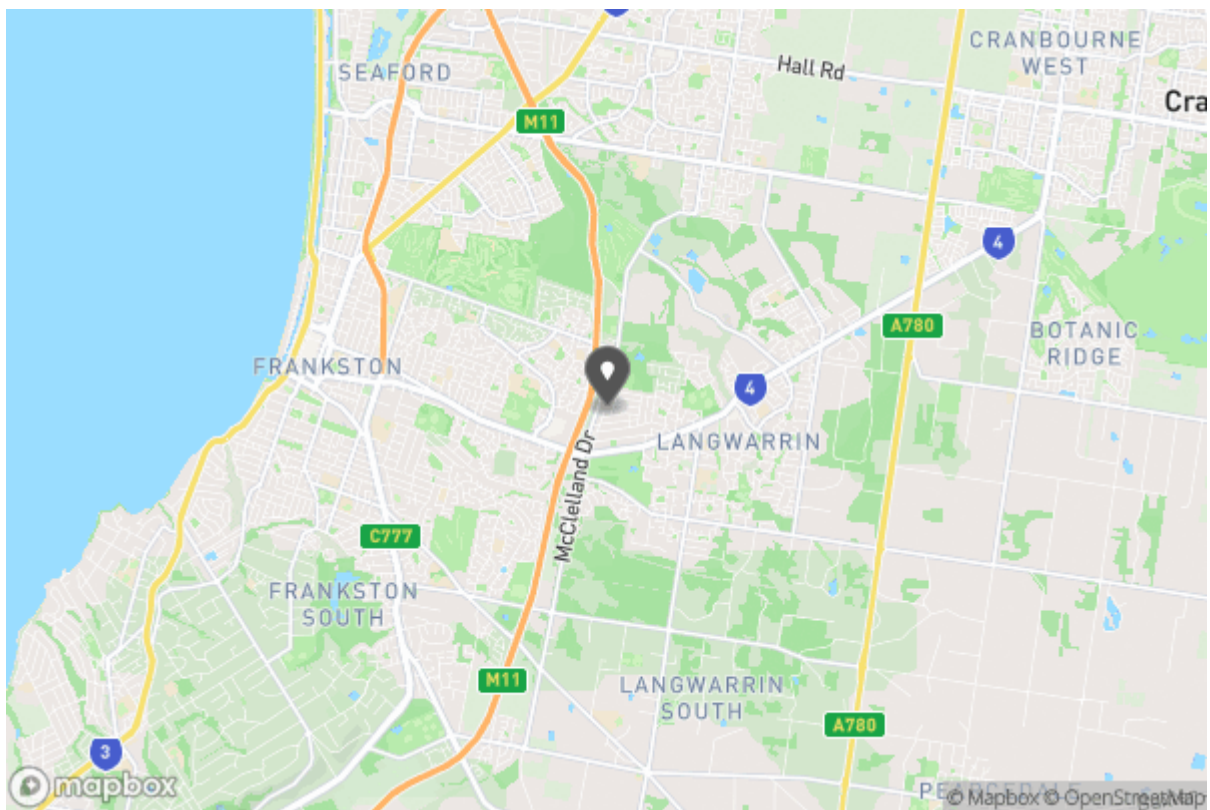 CRANBOURNE
WEST
Hall Rd
SEAFORD
Cra
M11
4
A780
BOTANIC
RIDGE
FRANKSTON
4
LANGWARRIN
McClelland Dr
C777
FRANKSTON
SOUTH
M11
LANGWARRIN
SOUTH
A780
3
mapbox
© Mapbox © OpenStreetMap